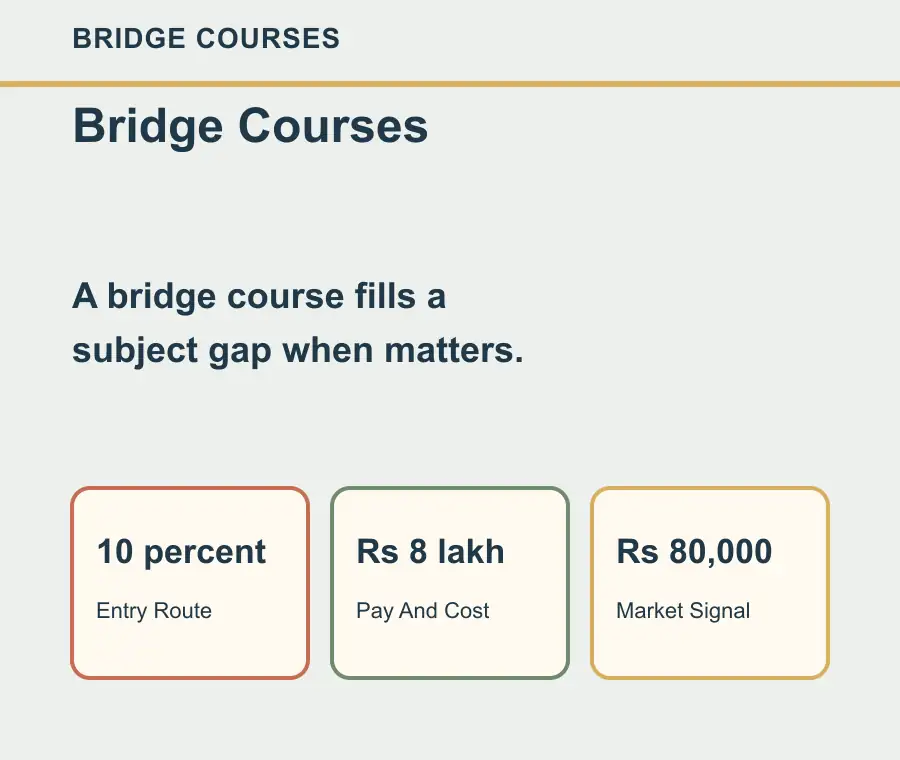 BRIDGE COURSES
Bridge Courses
A bridge course fills a
subject gap when matters.
10 percent
Entry Route
Rs 8 lakh
Pay And Cost
Rs 80,000
Market Signal